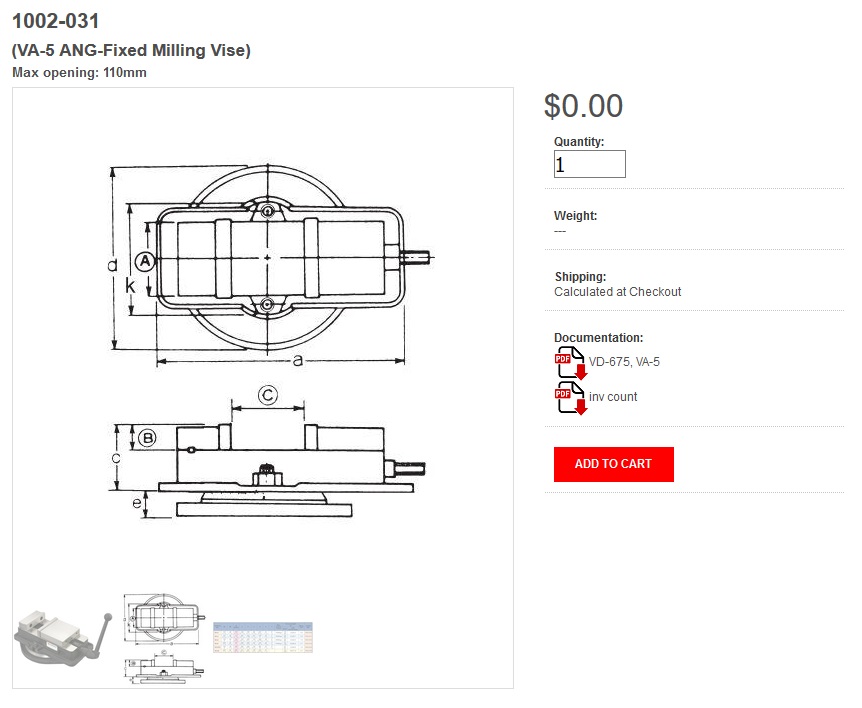 1002-031
(VA-5 ANG-Fixed Milling Vise)
Max opening: 110mm
$0.00
Quantity:
1
Weight:
---
Shipping:
Calculated at Checkout
Documentation:
PDF VD-675, VA-5
PDF inv count
ADD TO CART
d
k
A
a
C
B
c
e